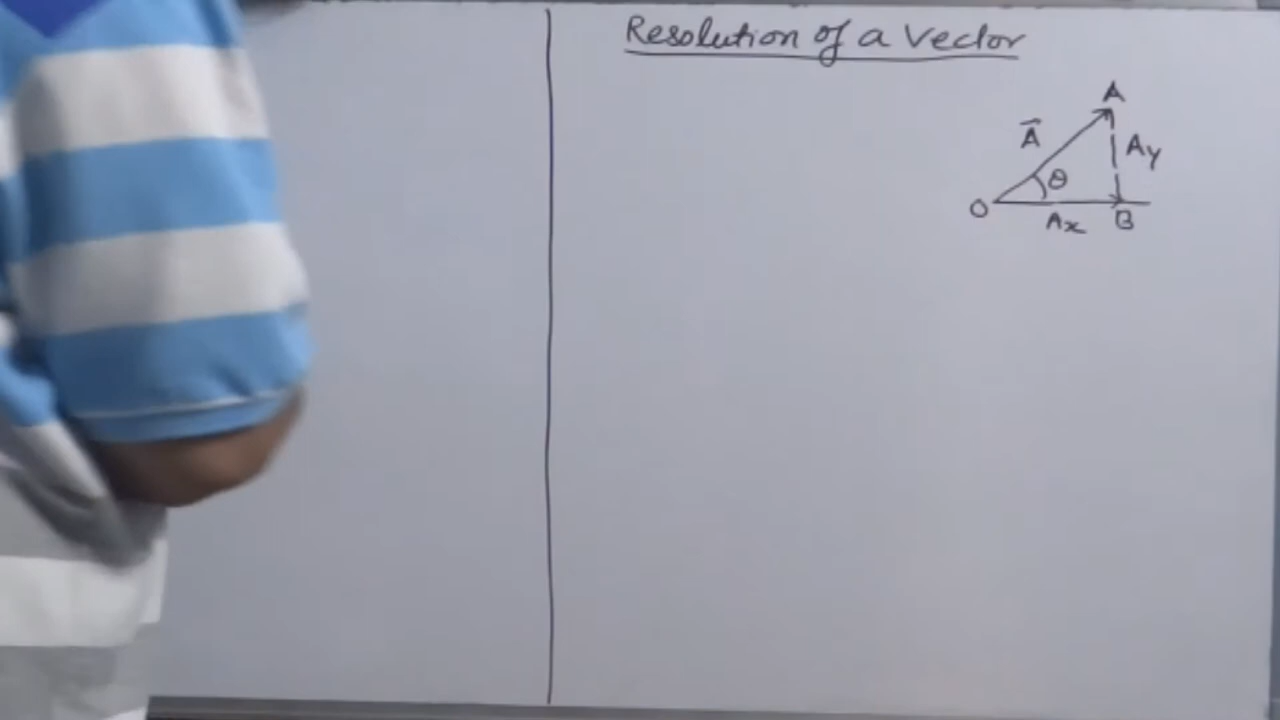 Resolution of a Vector
A
A⃗
Ay
θ
O
Ax
B